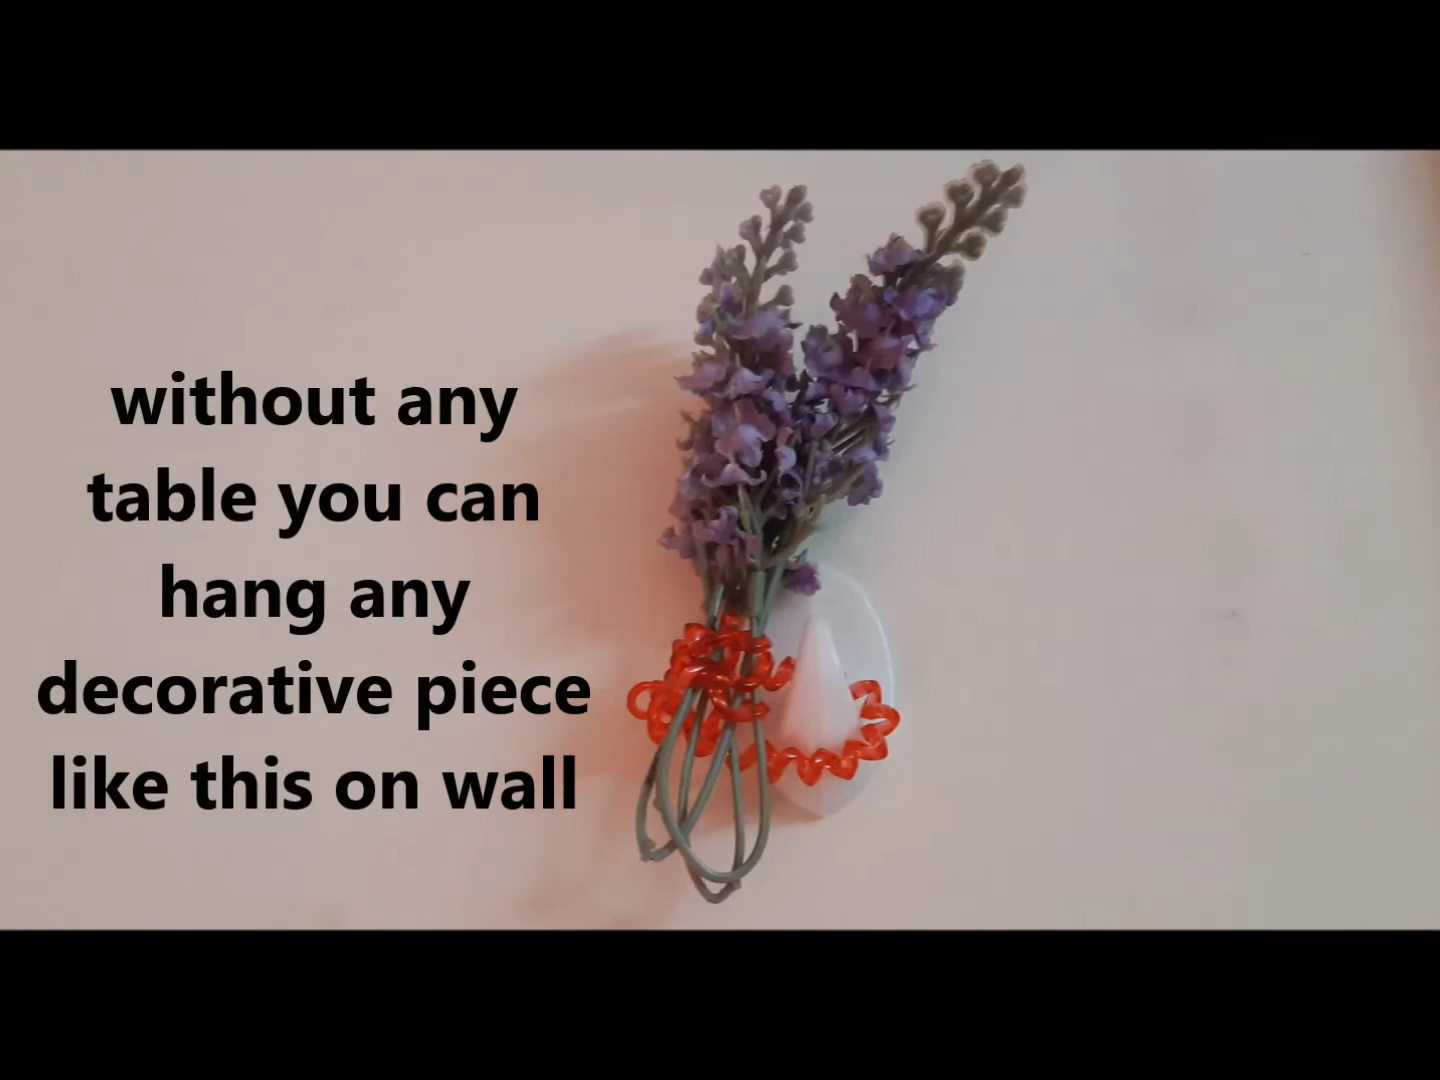 without any
table you can
hang any
decorative piece
like this on wall